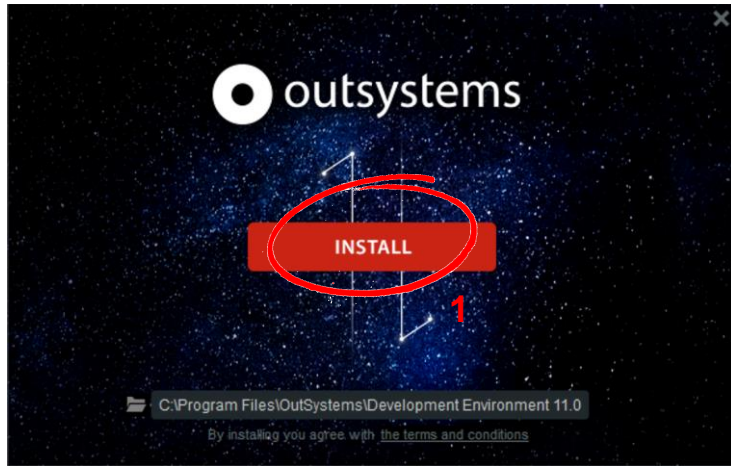 outsystems
INSTALL
1
C:\Program Files\OutSystems\Development Environment 11.0
By installing you agree with the terms and conditions